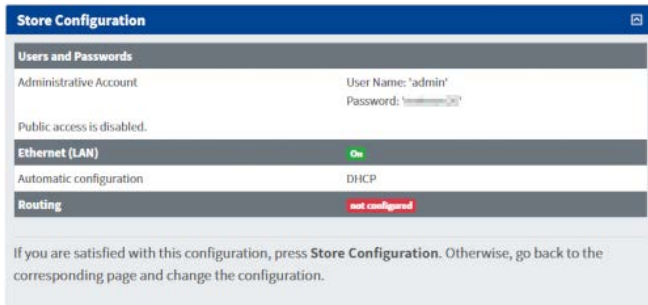 Store Configuration
Users and Passwords
Administrative Account
User Name: 'admin'
Password: '
Public access is disabled.
Ethernet (LAN)
On
Automatic configuration
DHCP
Routing
not configured
If you are satisfied with this configuration, press Store Configuration. Otherwise, go back to the
corresponding page and change the configuration.